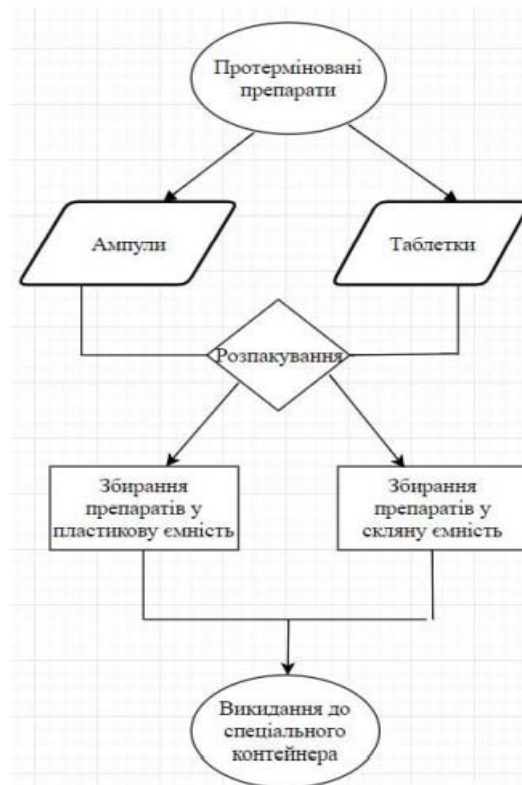 Протерміновані
препарати
Ампули
Таблетки
Розпакування
Збирання
препаратів у
пластикову ємність
Збирання
препаратів у
скляну ємність
Викидання до
спеціального
контейнера